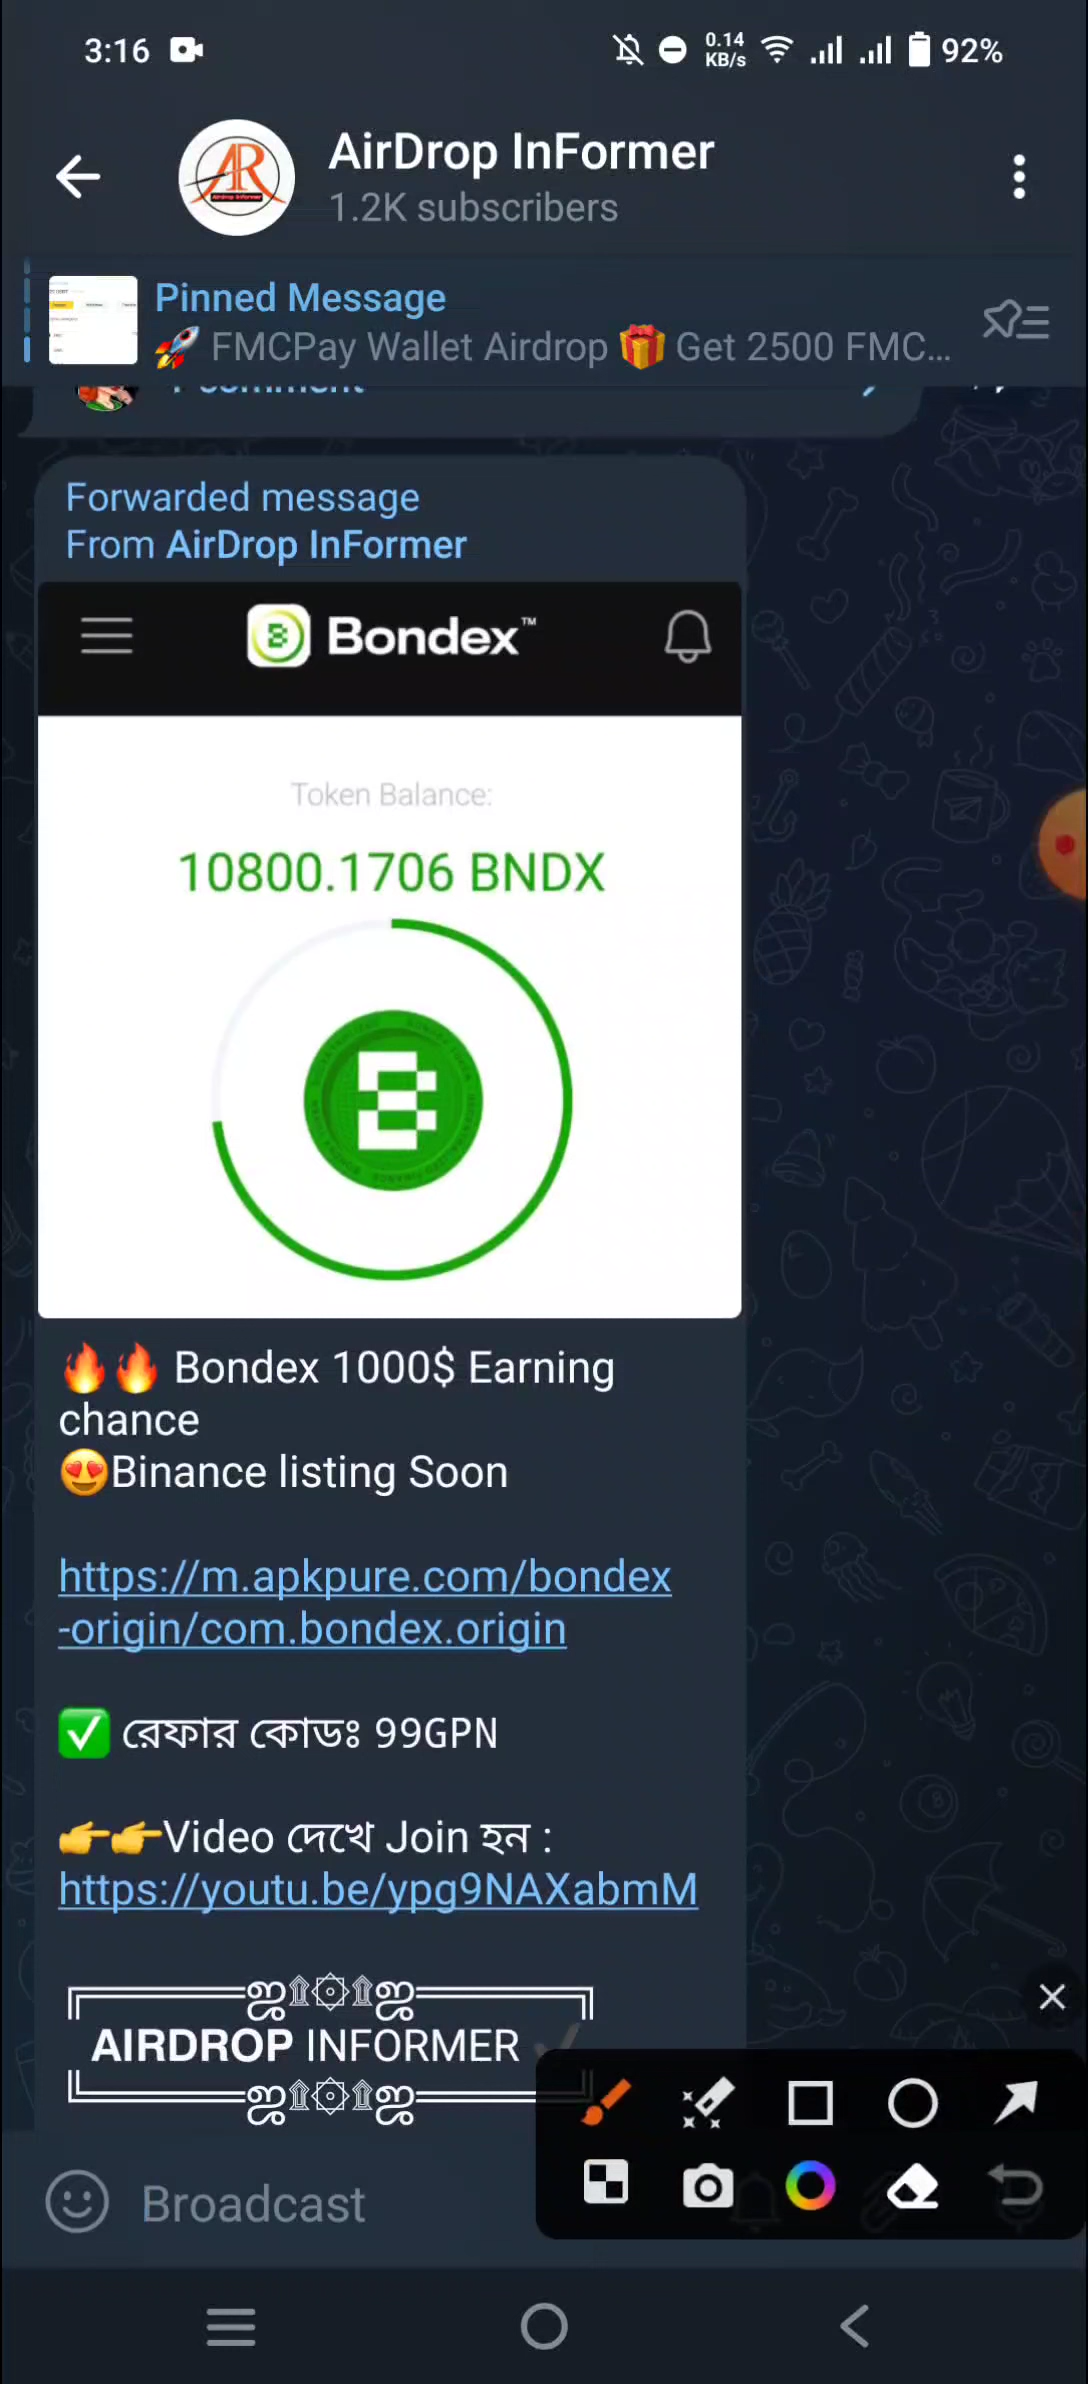 3:16
0.14
KB/s
92%
AirDrop InFormer
1.2K subscribers
Pinned Message
🚀 FMCPay Wallet Airdrop 🎁 Get 2500 FMC...
1 comment
Forwarded message
From AirDrop InFormer
Bondex™
Token Balance:
10800.1706 BNDX
🔥🔥 Bondex 1000$ Earning
chance
😍Binance listing Soon
https://m.apkpure.com/bondex
-origin/com.bondex.origin
✅ রেফার কোডঃ 99GPN
👉👉Video দেখে Join হন :
https://youtu.be/ypg9NAXabmM
╔═════ஜ۩۞۩ஜ═════╗
AIRDROP INFORMER ✓
╚═════ஜ۩۞۩ஜ═════╝
Broadcast